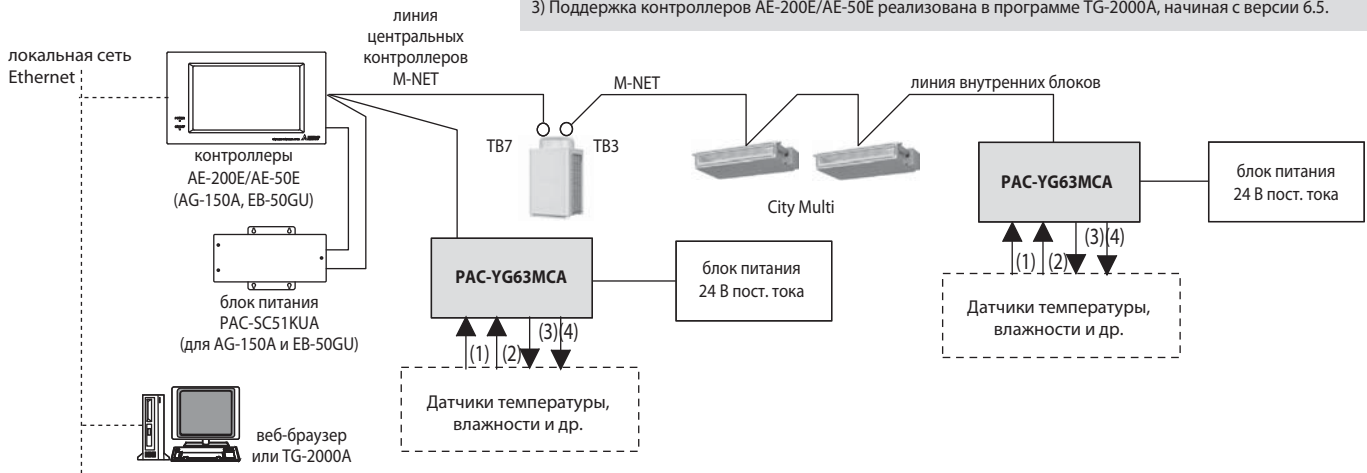 3) Поддержка контроллеров AE-200E/AE-50E реализована в программе TG-2000A, начиная с версии 6.5.
локальная сеть
Ethernet
линия
центральных
контроллеров
M-NET
контроллеры
AE-200E/AE-50E
(AG-150A, EB-50GU)
блок питания
PAC-SC51KUA
(для AG-150A и EB-50GU)
веб-браузер
или TG-2000A
TB7
TB3
M-NET
City Multi
линия внутренних блоков
PAC-YG63MCA
блок питания
24 В пост. тока
(1)
(2)
(3)
(4)
Датчики температуры,
влажности и др.
PAC-YG63MCA
блок питания
24 В пост. тока
(1)
(2)
(3)
(4)
Датчики температуры,
влажности и др.